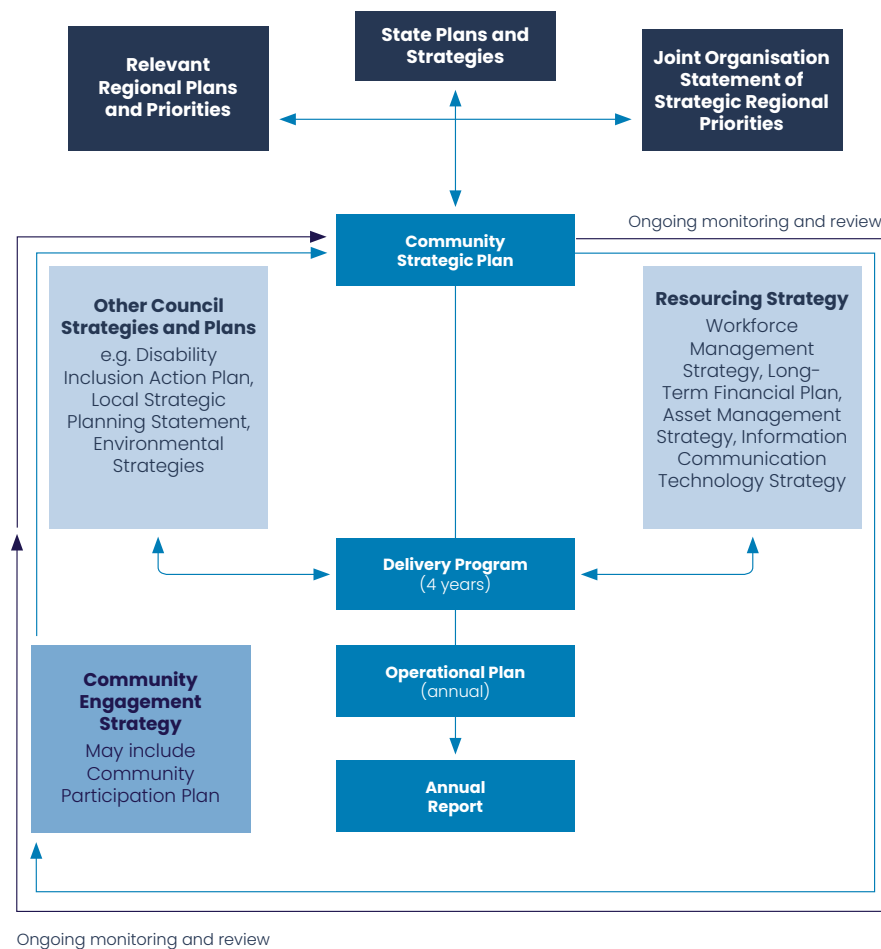 State Plans and
Strategies
Relevant
Regional Plans
and Priorities
Joint Organisation
Statement of
Strategic Regional
Priorities
Ongoing monitoring and review
Community
Strategic Plan
Other Council
Strategies and Plans
e.g. Disability
Inclusion Action Plan,
Local Strategic
Planning Statement,
Environmental
Strategies
Resourcing Strategy
Workforce
Management
Strategy, Long-
Term Financial Plan,
Asset Management
Strategy, Information
Communication
Technology Strategy
Delivery Program
(4 years)
Community
Engagement
Strategy
May include
Community
Participation Plan
Operational Plan
(annual)
Annual
Report
Ongoing monitoring and review